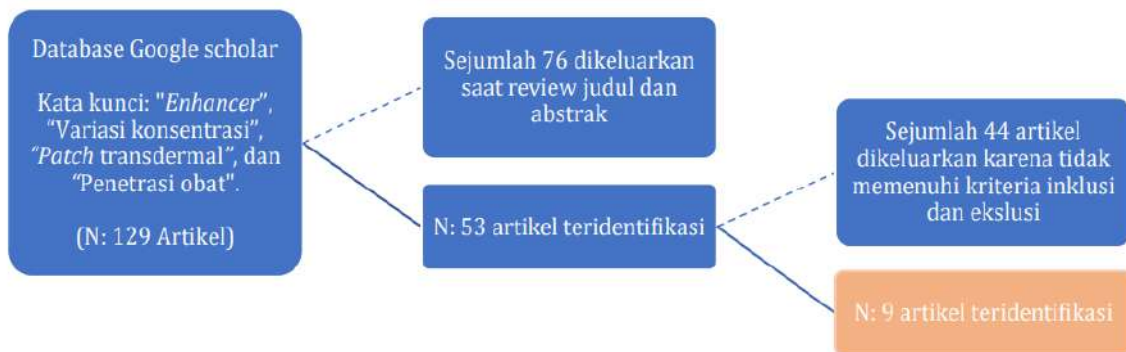 Database Google scholar
Kata kunci: "Enhancer",
"Variasi konsentrasi",
"Patch transdermal", dan
"Penetrasi obat".
(N: 129 Artikel)
Sejumlah 76 dikeluarkan
saat review judul dan
abstrak
N: 53 artikel teridentifikasi
Sejumlah 44 artikel
dikeluarkan karena tidak
memenuhi kriteria inklusi
dan ekslusi
N: 9 artikel teridentifikasi